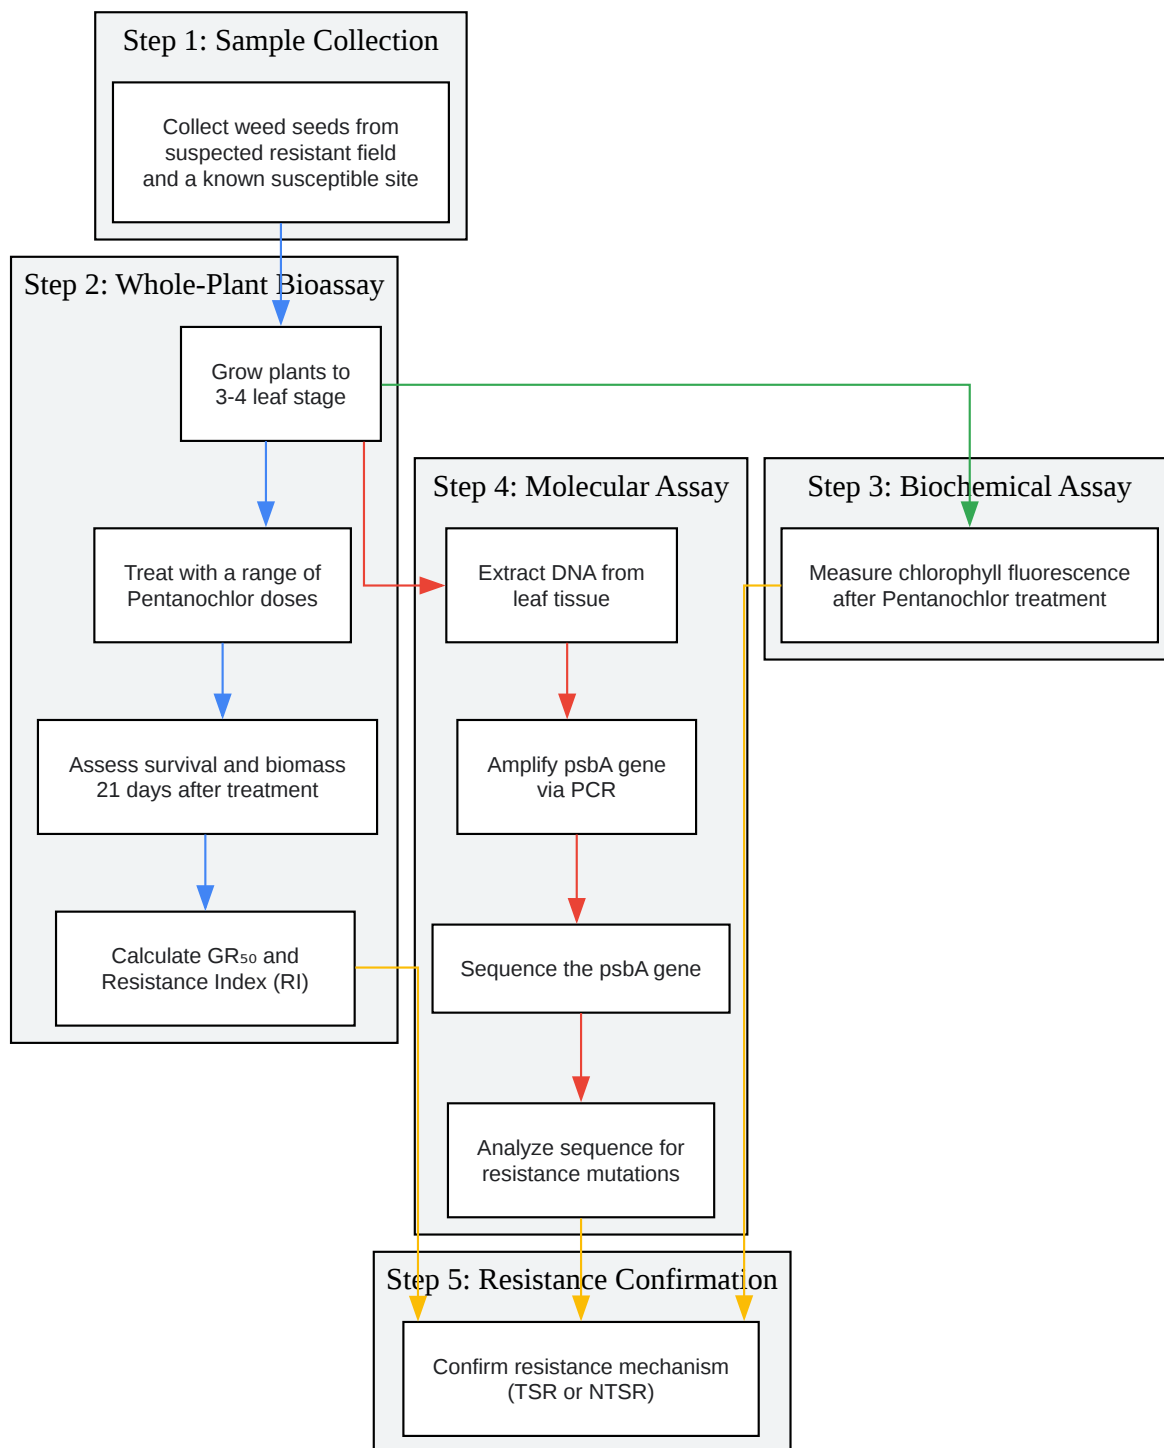 Step 1: Sample Collection
Collect weed seeds from
suspected resistant field
and a known susceptible site
Step 2: Whole-Plant Bioassay
Grow plants to
3-4 leaf stage
Treat with a range of
Pentanochlor doses
Assess survival and biomass
21 days after treatment
Calculate GR₅₀ and
Resistance Index (RI)
Step 4: Molecular Assay
Extract DNA from
leaf tissue
Amplify psbA gene
via PCR
Sequence the psbA gene
Analyze sequence for
resistance mutations
Step 3: Biochemical Assay
Measure chlorophyll fluorescence
after Pentanochlor treatment
Step 5: Resistance Confirmation
Confirm resistance mechanism
(TSR or NTSR)